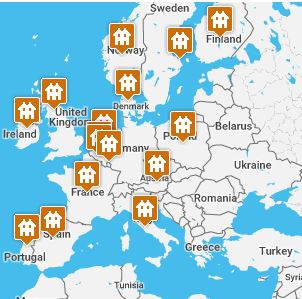 Sweden
Finland
Norway
Denmark
United
Kingdom
Ireland
Poland
Belarus
Germany
Ukraine
Austria
France
Romania
Spain
Portugal
Greece
Turkey
Tunisia
Syri